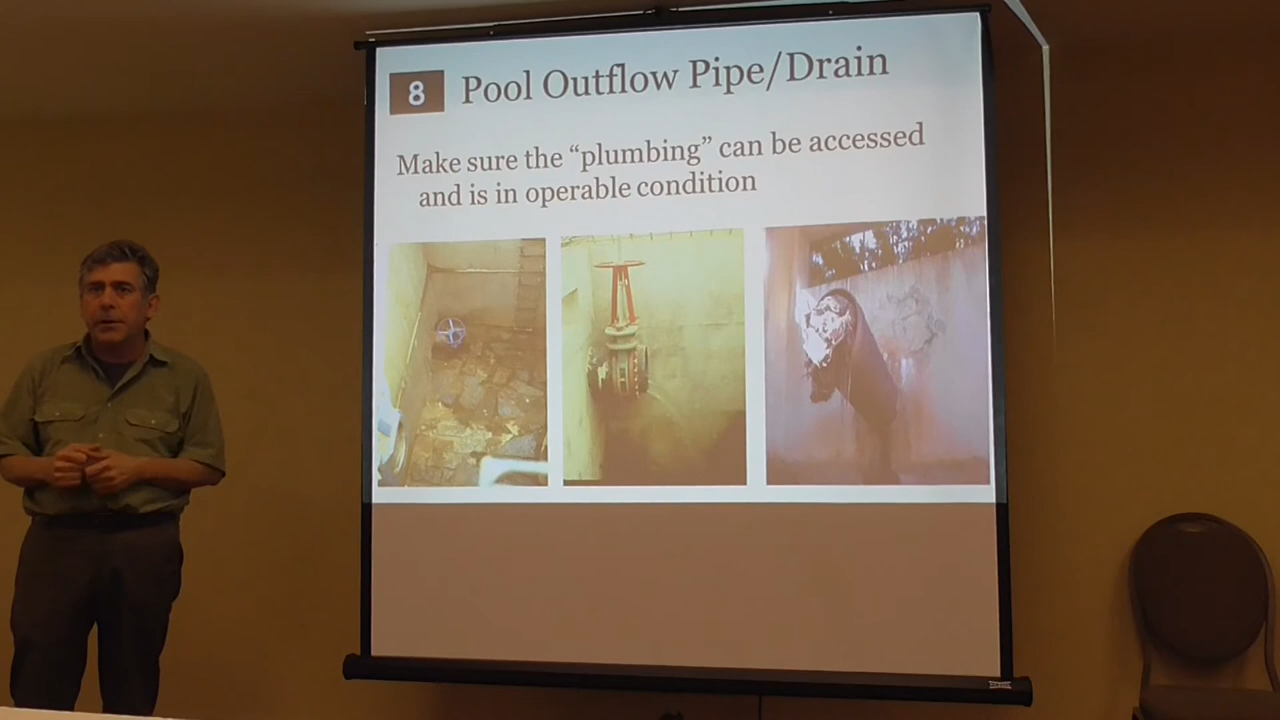 8 Pool Outflow Pipe/Drain
Make sure the “plumbing” can be accessed
and is in operable condition